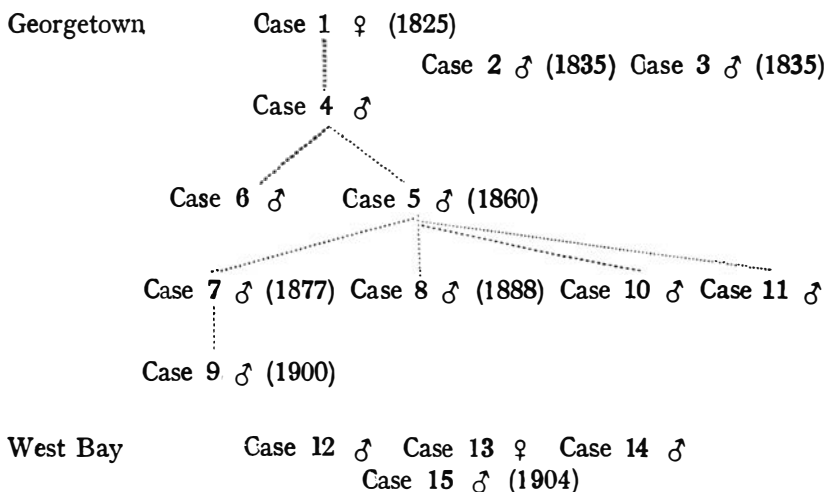 Georgetown Case 1 ♀ (1825)
Case 2 ♂ (1835) Case 3 ♂ (1835)
Case 4 ♂
Case 6 ♂ Case 5 ♂ (1860)
Case 7 ♂ (1877) Case 8 ♂ (1888) Case 10 ♂ Case 11 ♂
Case 9 ♂ (1900)
West Bay Case 12 ♂ Case 13 ♀ Case 14 ♂
Case 15 ♂ (1904)